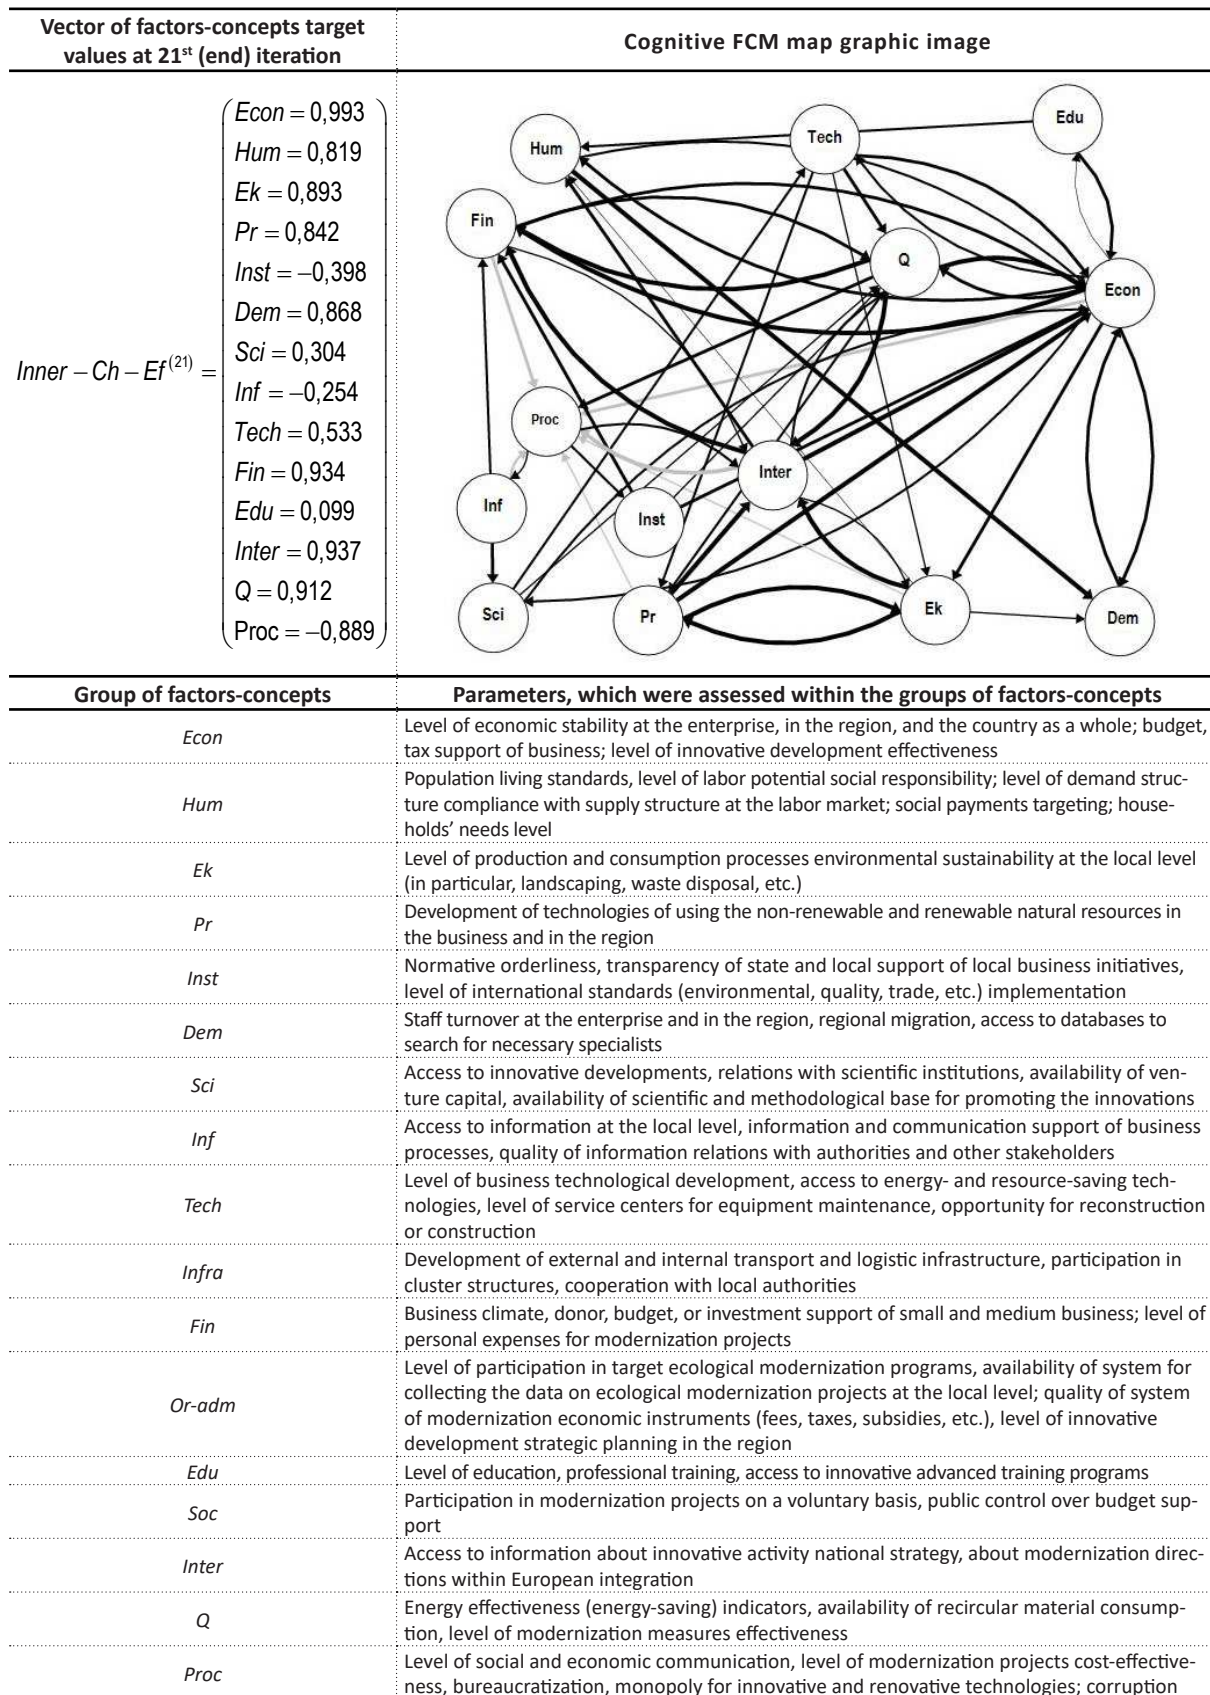 Vector of factors-concepts target
values at 21st (end) iteration
Cognitive FCM map graphic image
Inner – Ch – Ef(21) =
Econ = 0,993
Hum = 0,819
Ek = 0,893
Pr = 0,842
Inst = –0,398
Dem = 0,868
Sci = 0,304
Inf = –0,254
Tech = 0,533
Fin = 0,934
Edu = 0,099
Inter = 0,937
Q = 0,912
Proc = –0,889
Edu
Tech
Hum
Fin
Q
Econ
Proc
Inter
Inf
Inst
Sci
Pr
Ek
Dem
Group of factors-concepts
Parameters, which were assessed within the groups of factors-concepts
Econ
Level of economic stability at the enterprise, in the region, and the country as a whole; budget,
tax support of business; level of innovative development effectiveness
Hum
Population living standards, level of labor potential social responsibility; level of demand struc-
ture compliance with supply structure at the labor market; social payments targeting; house-
holds’ needs level
Ek
Level of production and consumption processes environmental sustainability at the local level
(in particular, landscaping, waste disposal, etc.)
Pr
Development of technologies of using the non-renewable and renewable natural resources in
the business and in the region
Inst
Normative orderliness, transparency of state and local support of local business initiatives,
level of international standards (environmental, quality, trade, etc.) implementation
Dem
Staff turnover at the enterprise and in the region, regional migration, access to databases to
search for necessary specialists
Sci
Access to innovative developments, relations with scientific institutions, availability of ven-
ture capital, availability of scientific and methodological base for promoting the innovations
Inf
Access to information at the local level, information and communication support of business
processes, quality of information relations with authorities and other stakeholders
Tech
Level of business technological development, access to energy- and resource-saving tech-
nologies, level of service centers for equipment maintenance, opportunity for reconstruction
or construction
Infra
Development of external and internal transport and logistic infrastructure, participation in
cluster structures, cooperation with local authorities
Fin
Business climate, donor, budget, or investment support of small and medium business; level of
personal expenses for modernization projects
Or-adm
Level of participation in target ecological modernization programs, availability of system for
collecting the data on ecological modernization projects at the local level; quality of system
of modernization economic instruments (fees, taxes, subsidies, etc.), level of innovative
development strategic planning in the region
Edu
Level of education, professional training, access to innovative advanced training programs
Soc
Participation in modernization projects on a voluntary basis, public control over budget sup-
port
Inter
Access to information about innovative activity national strategy, about modernization direc-
tions within European integration
Q
Energy effectiveness (energy-saving) indicators, availability of recircular material consump-
tion, level of modernization measures effectiveness
Proc
Level of social and economic communication, level of modernization projects cost-effective-
ness, bureaucratization, monopoly for innovative and renovative technologies; corruption